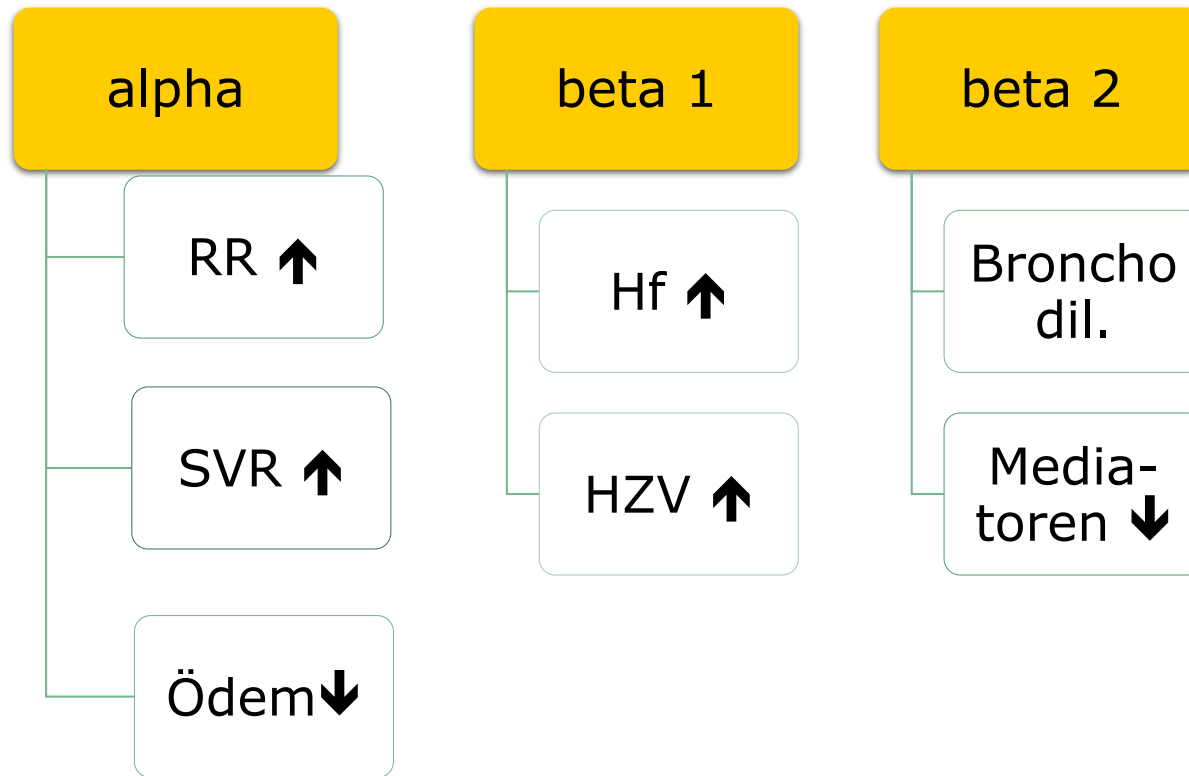 alpha
RR ↑
SVR ↑
Ödem↓
beta 1
Hf ↑
HZV ↑
beta 2
Broncho
dil.
Media-
toren ↓